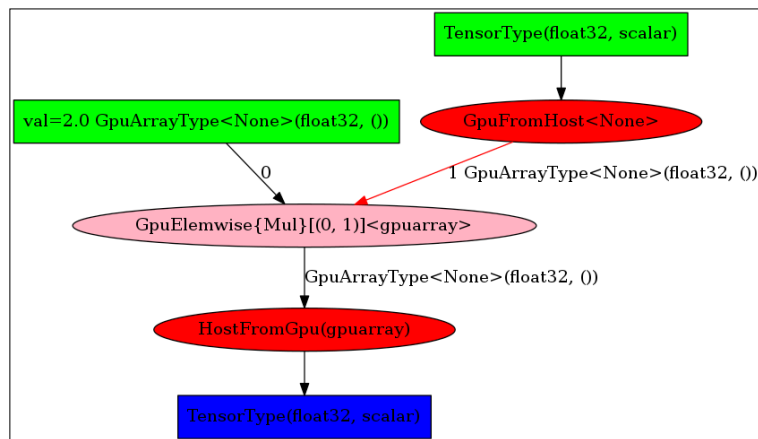 TensorType(float32, scalar)
val=2.0 GpuArrayType<None>(float32, ())
GpuFromHost<None>
0
1 GpuArrayType<None>(float32, ())
GpuElemwise{Mul}[(0, 1)]<gpuarray>
GpuArrayType<None>(float32, ())
HostFromGpu(gpuarray)
TensorType(float32, scalar)